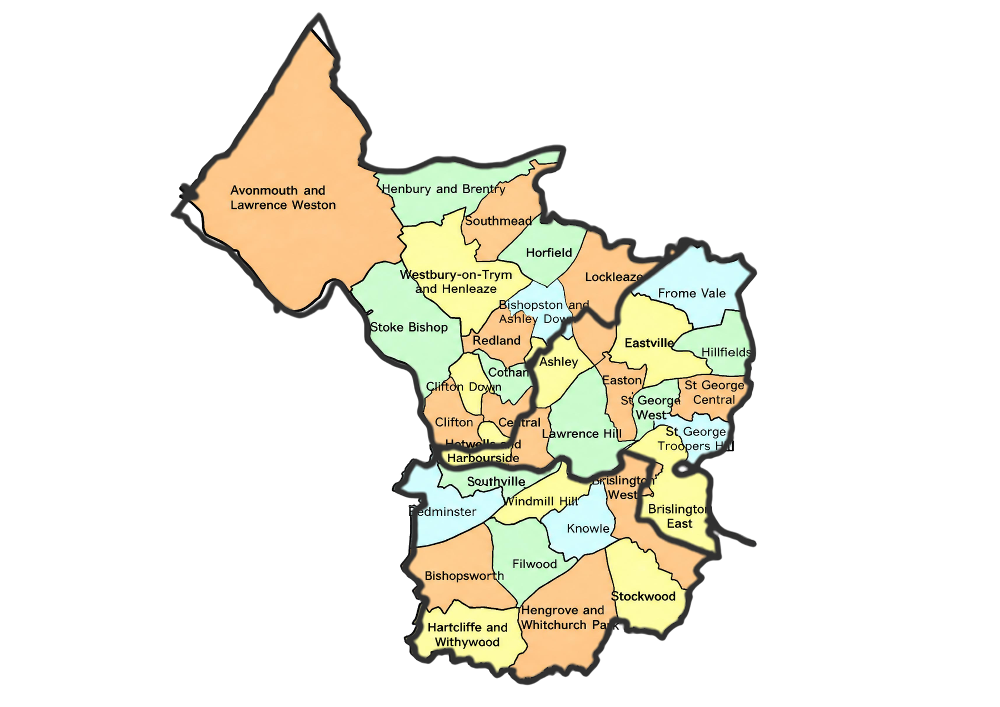 Avonmouth and
Lawrence Weston
Henbury and Brentry
Southmead
Horfield
Lockleaze
Westbury-on-Trym
and Henleaze
Frome Vale
Bishopston and
Ashley Down
Stoke Bishop
Redland
Eastville
Hillfields
Ashley
Cotham
Easton
Clifton Down
St George
Central
St George
West
Clifton
Central
Lawrence Hill
St George
Troopers Hill
Hotwells and
Harbourside
Southville
Brislington
West
Windmill Hill
Bedminster
Brislington
East
Knowle
Filwood
Bishopsworth
Stockwood
Hengrove and
Whitchurch Park
Hartcliffe and
Withywood